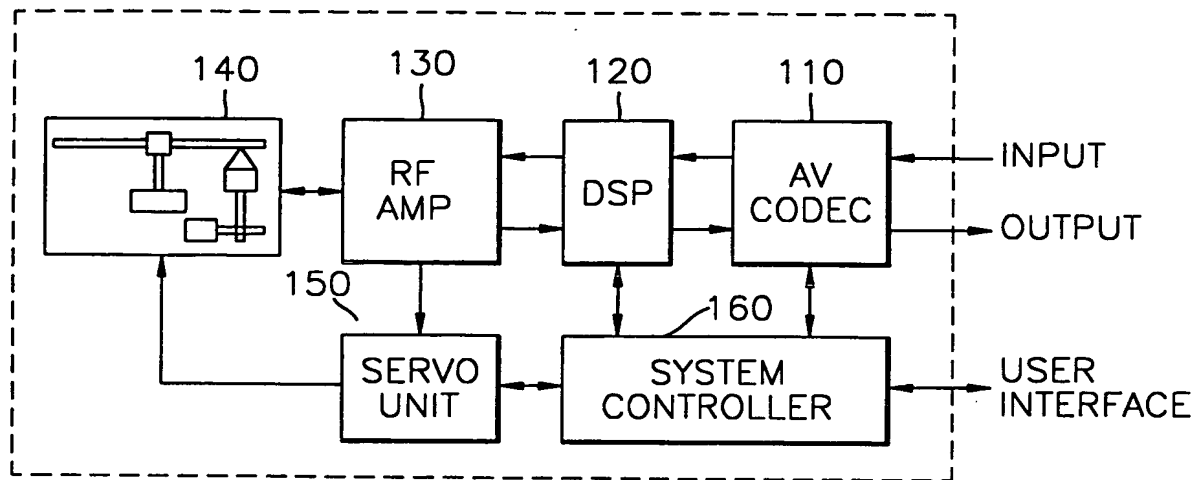 140
130
120
110
RF
AMP
DSP
AV
CODEC
INPUT
OUTPUT
150
160
SERVO
UNIT
SYSTEM
CONTROLLER
USER
INTERFACE